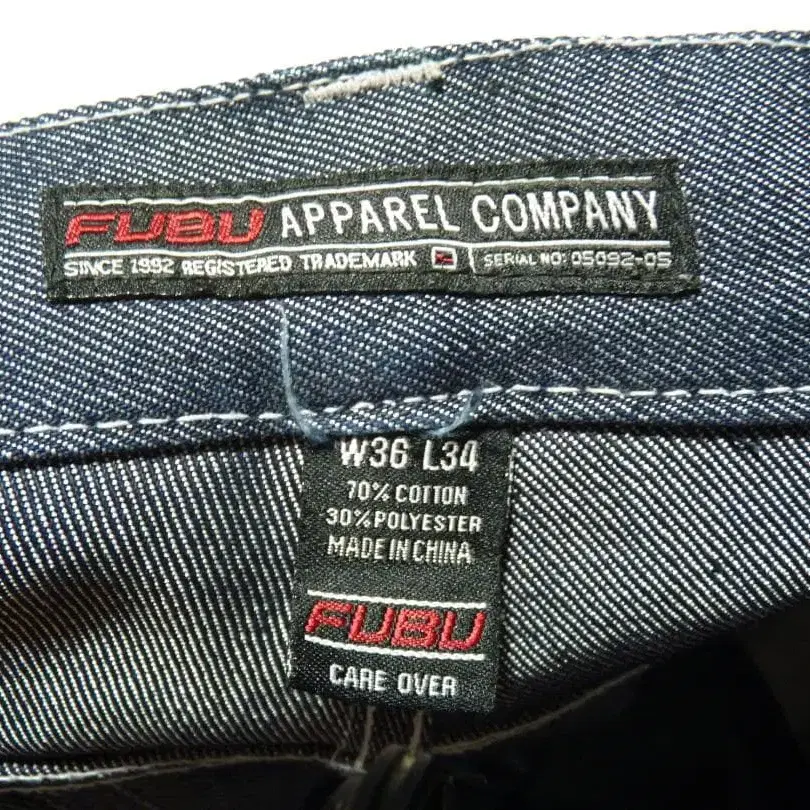 FUBU APPAREL COMPANY
SINCE 1992 REGISTERED TRADEMARK SERIAL NO: 05092-05
W36 L34
70% COTTON
30% POLYESTER
MADE IN CHINA
FUBU
CARE OVER